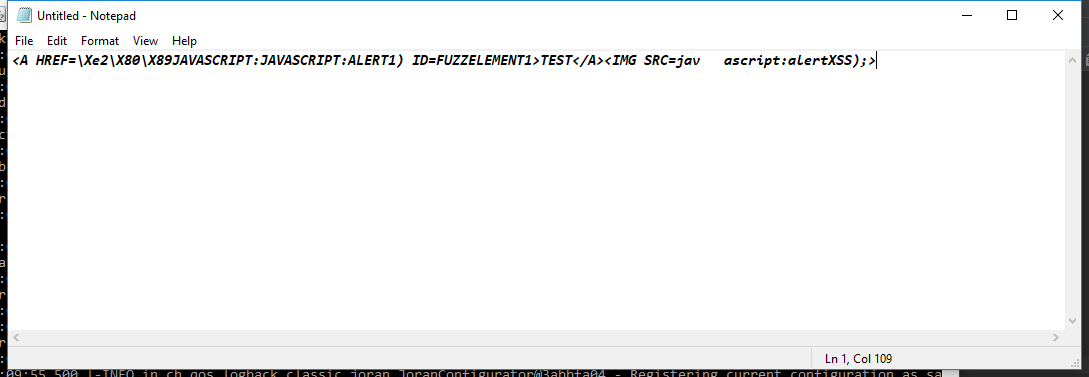 Untitled - Notepad
File Edit Format View Help
<A HREF=\Xe2\X80\X89JAVASCRIPT:JAVASCRIPT:ALERT1) ID=FUZZELEMENT1>TEST</A><IMG SRC=jav   ascript:alertXSS);>
Ln 1, Col 109
:09:55,500 |-INFO in ch.qos.logback.classic.joran.JoranConfigurator@3abbta04 - Registering current configuration as sa